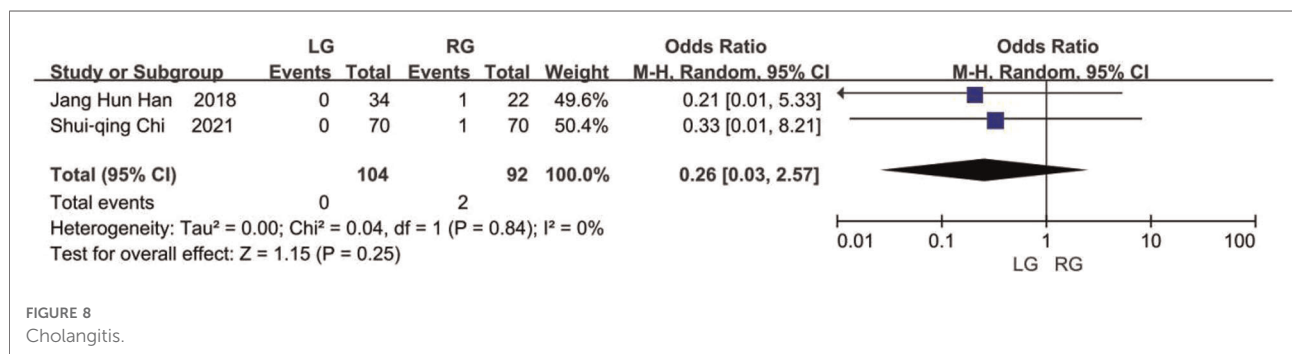 LG RG Odds Ratio Odds Ratio
Study or Subgroup Events Total Events Total Weight M-H, Random, 95% CI M-H, Random, 95% CI
Jang Hun Han 2018 0 34 1 22 49.6% 0.21 [0.01, 5.33]
Shui-qing Chi 2021 0 70 1 70 50.4% 0.33 [0.01, 8.21]
Total (95% CI) 104 92 100.0% 0.26 [0.03, 2.57]
Total events 0 2
Heterogeneity: Tau² = 0.00; Chi² = 0.04, df = 1 (P = 0.84); I² = 0%
Test for overall effect: Z = 1.15 (P = 0.25)
0.01 0.1 1 10 100
LG RG
FIGURE 8
Cholangitis.